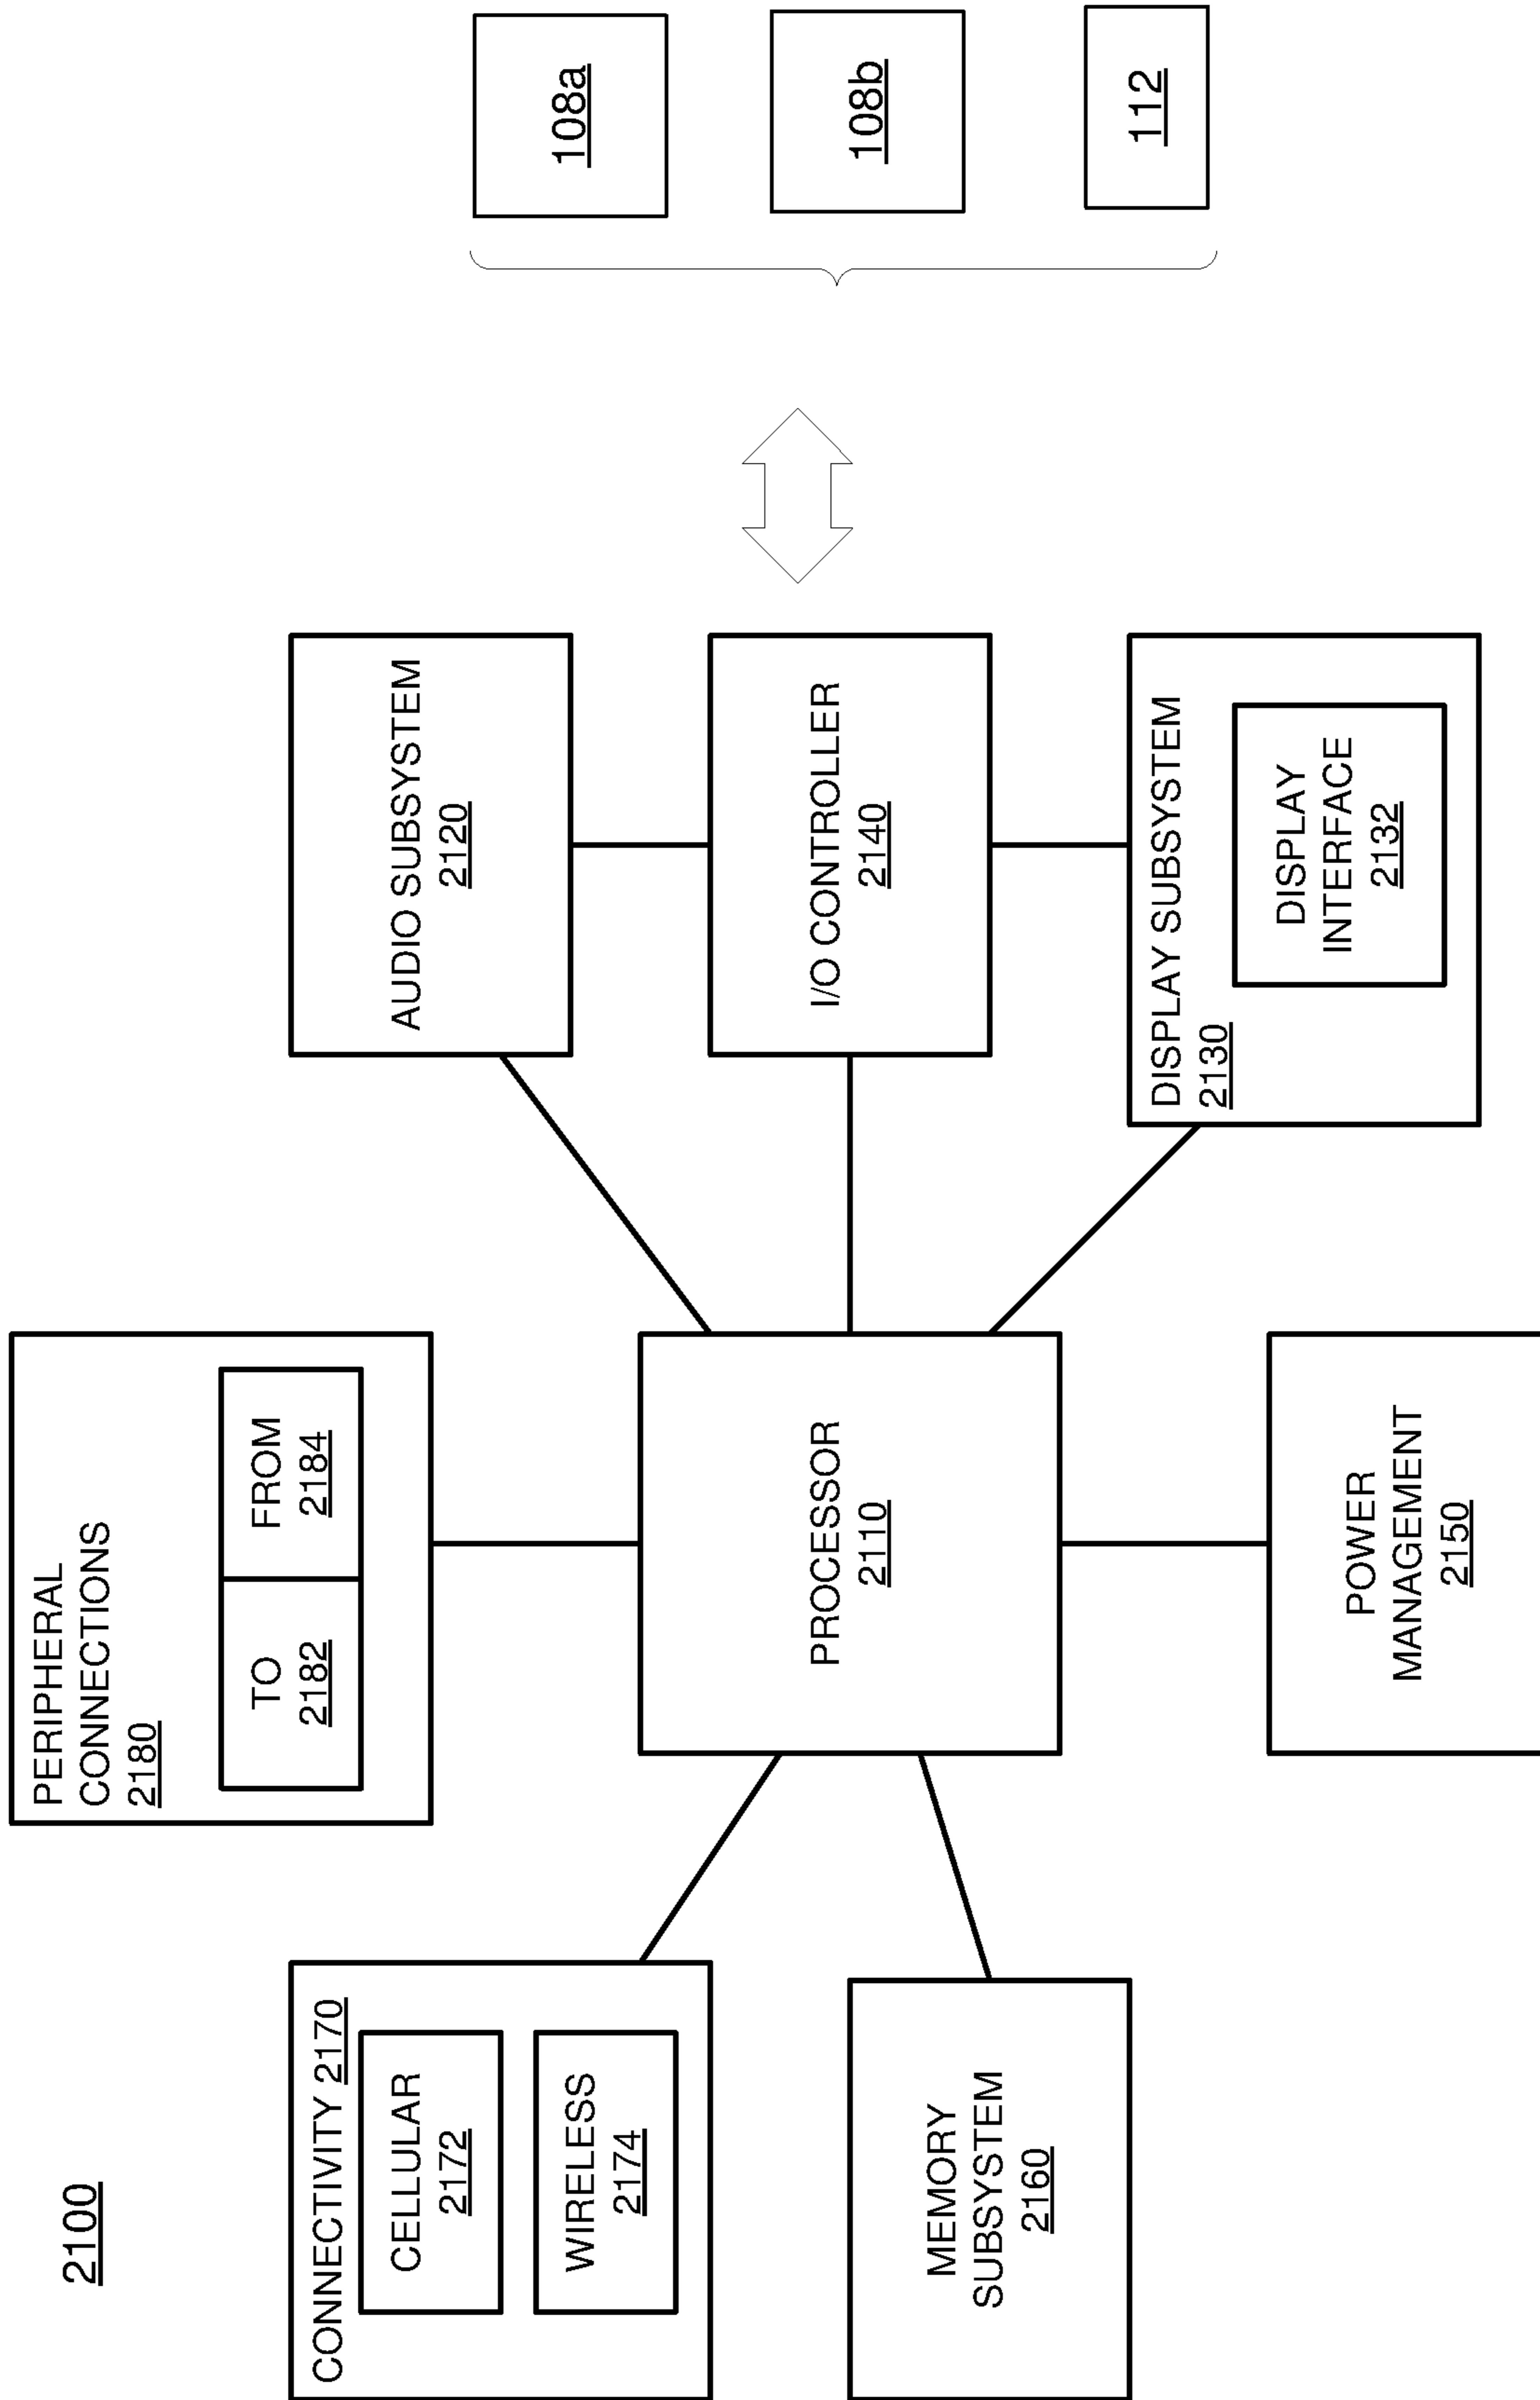 2100
PERIPHERAL
CONNECTIONS
2180
TO
2182
FROM
2184
CONNECTIVITY 2170
CELLULAR
2172
WIRELESS
2174
AUDIO SUBSYSTEM
2120
PROCESSOR
2110
I/O CONTROLLER
2140
MEMORY
SUBSYSTEM
2160
DISPLAY SUBSYSTEM
2130
DISPLAY
INTERFACE
2132
POWER
MANAGEMENT
2150
108a
108b
112